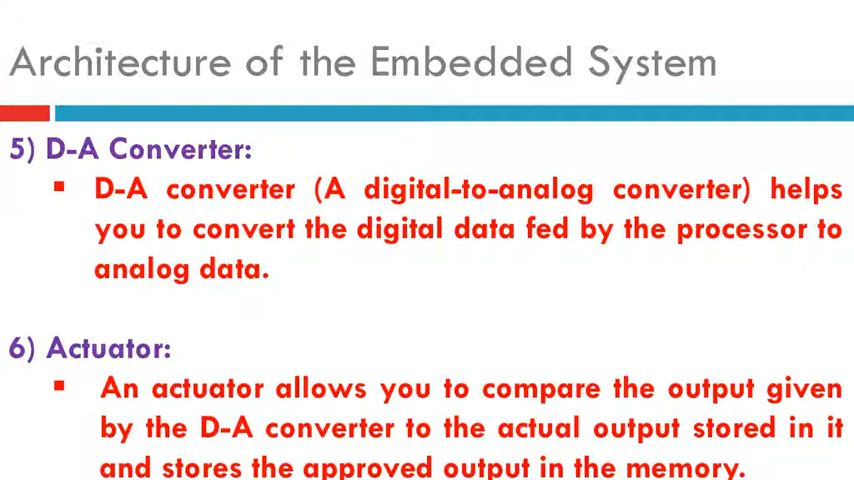 Architecture of the Embedded System
5) D-A Converter:
▪ D-A converter (A digital-to-analog converter) helps
you to convert the digital data fed by the processor to
analog data.
6) Actuator:
▪ An actuator allows you to compare the output given
by the D-A converter to the actual output stored in it
and stores the approved output in the memory.